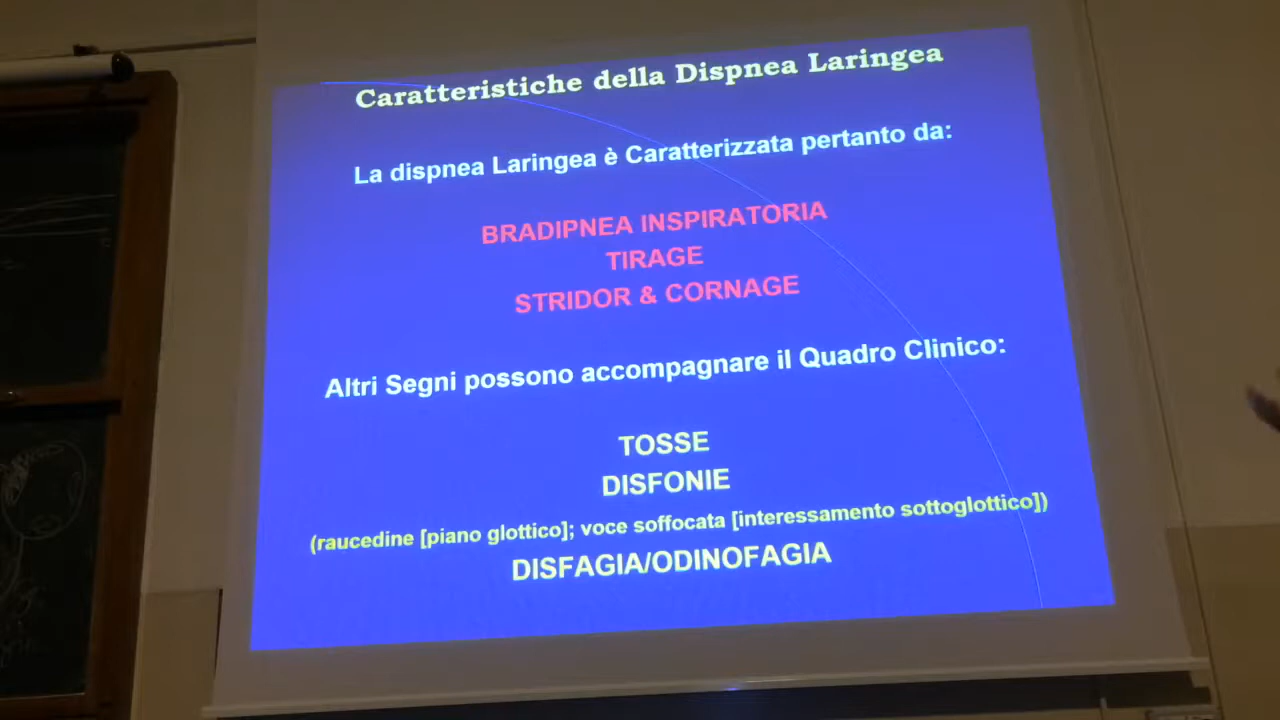 Caratteristiche della Dispnea Laringea
La dispnea Laringea è Caratterizzata pertanto da:
BRADIPNEA INSPIRATORIA
TIRAGE
STRIDOR & CORNAGE
Altri Segni possono accompagnare il Quadro Clinico:
TOSSE
DISFONIE
(raucedine [piano glottico]; voce soffocata [interessamento sottoglottico])
DISFAGIA/ODINOFAGIA